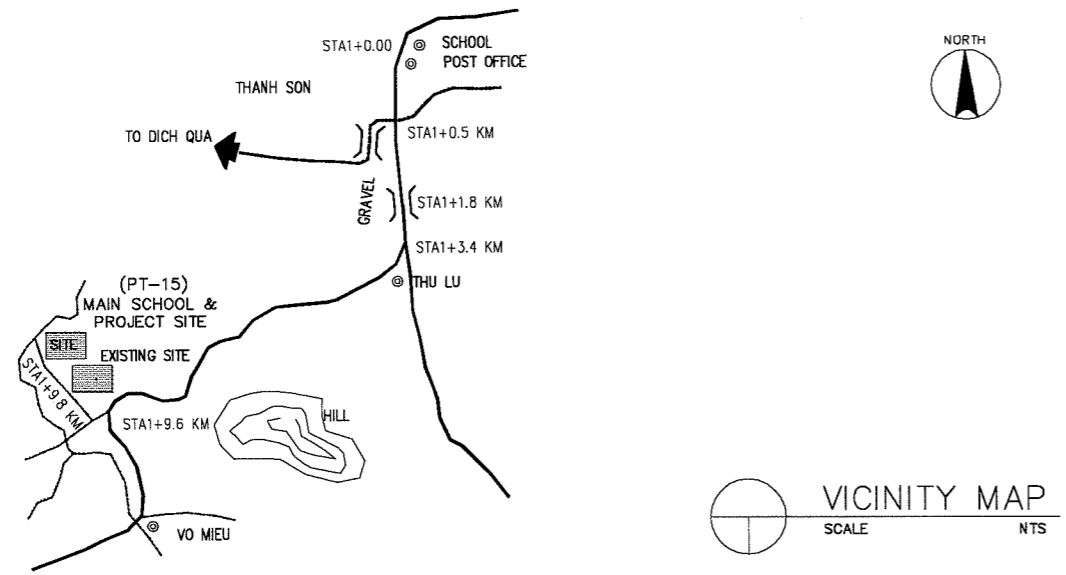 NORTH
STA1+0.00
SCHOOL
POST OFFICE
THANH SON
TO DICH QUA
STA1+0.5 KM
GRAVEL
STA1+1.8 KM
STA1+3.4 KM
THU LU
(PT-15)
MAIN SCHOOL &
PROJECT SITE
SITE
EXISTING SITE
STA1+9.8 KM
STA1+9.6 KM
HILL
VO MIEU
VICINITY MAP
SCALE NTS